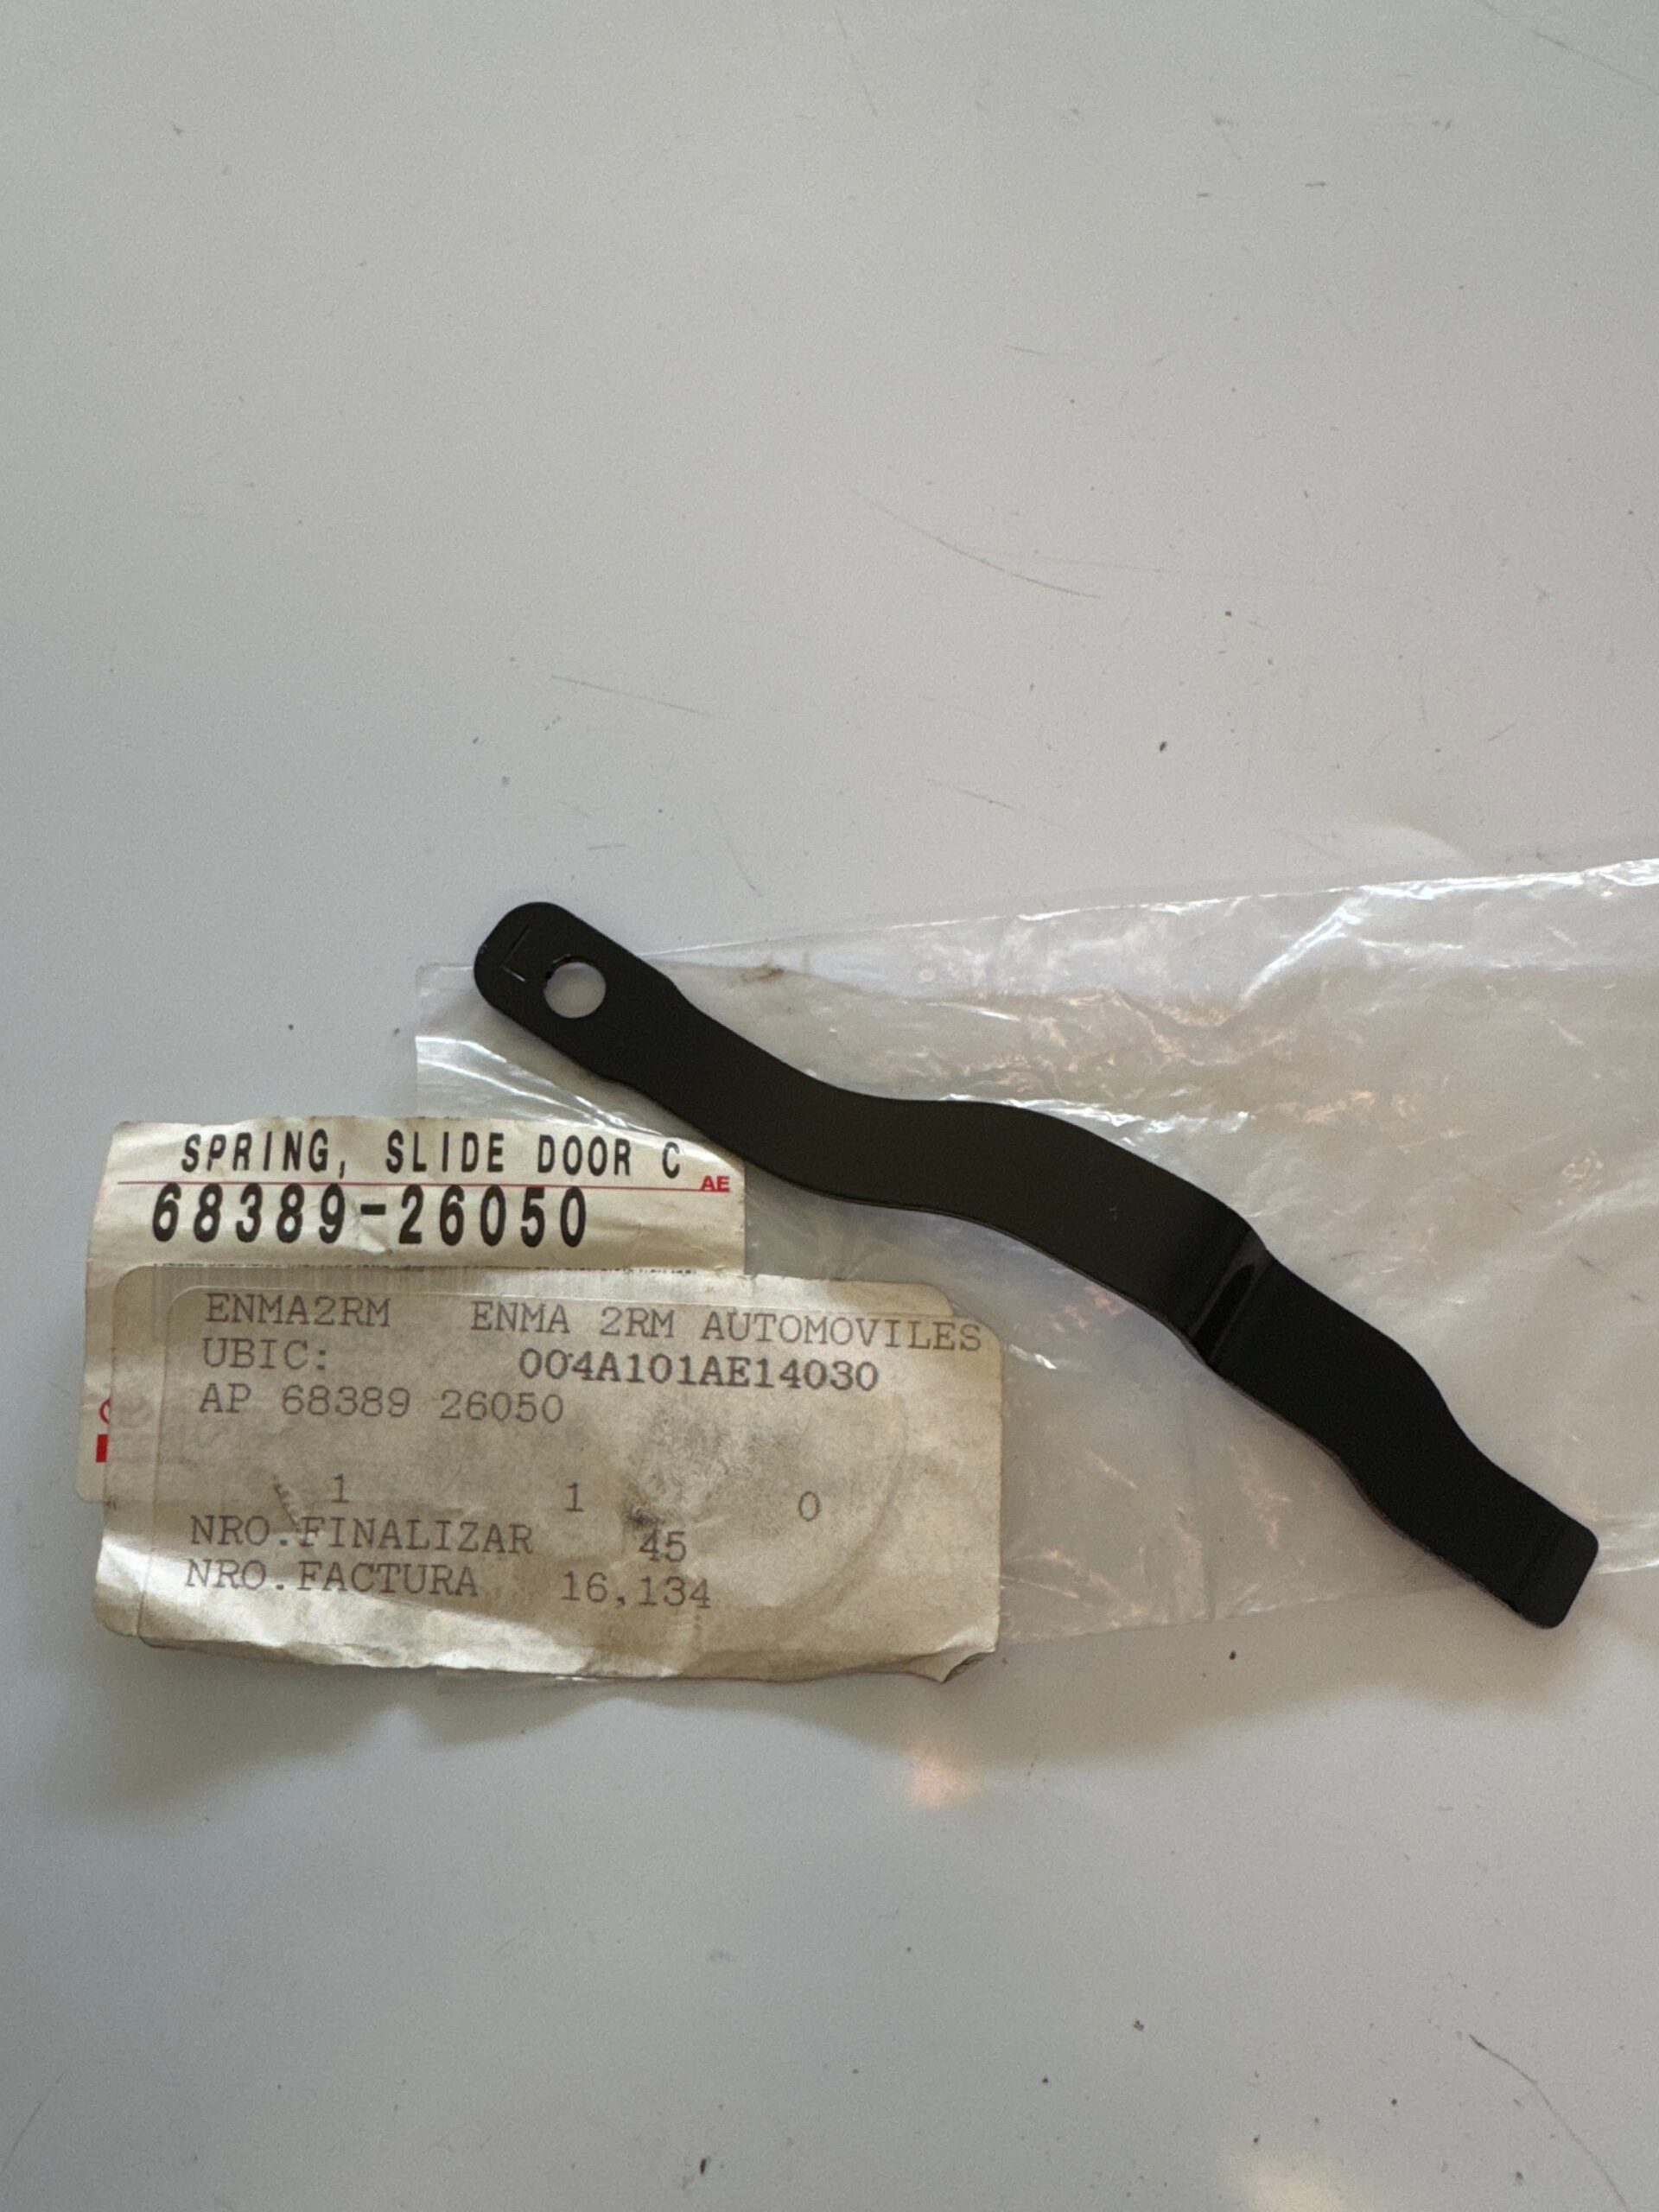 L
SPRING, SLIDE DOOR C
AE
68389-26050
ENMA2RM ENMA 2RM AUTOMOVILES
UBIC: 004A101AE14030
AP 68389 26050
1 1 0
NRO.FINALIZAR 45
NRO.FACTURA 16,134